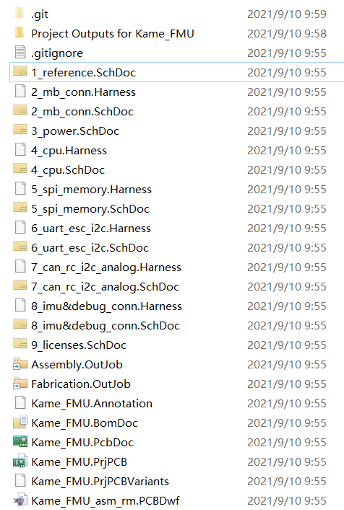 .git 2021/9/10 9:59
Project Outputs for Kame_FMU 2021/9/10 9:58
.gitignore 2021/9/10 9:55
1_reference.SchDoc 2021/9/10 9:55
2_mb_conn.Harness 2021/9/10 9:55
2_mb_conn.SchDoc 2021/9/10 9:55
3_power.SchDoc 2021/9/10 9:55
4_cpu.Harness 2021/9/10 9:55
4_cpu.SchDoc 2021/9/10 9:55
5_spi_memory.Harness 2021/9/10 9:55
5_spi_memory.SchDoc 2021/9/10 9:55
6_uart_esc_i2c.Harness 2021/9/10 9:55
6_uart_esc_i2c.SchDoc 2021/9/10 9:55
7_can_rc_i2c_analog.Harness 2021/9/10 9:55
7_can_rc_i2c_analog.SchDoc 2021/9/10 9:55
8_imu&debug_conn.Harness 2021/9/10 9:55
8_imu&debug_conn.SchDoc 2021/9/10 9:55
9_licenses.SchDoc 2021/9/10 9:55
Assembly.OutJob 2021/9/10 9:55
Fabrication.OutJob 2021/9/10 9:55
Kame_FMU.Annotation 2021/9/10 9:55
Kame_FMU.BomDoc 2021/9/10 9:55
Kame_FMU.PcbDoc 2021/9/10 9:55
Kame_FMU.PrjPCB 2021/9/10 9:55
Kame_FMU.PrjPCBVariants 2021/9/10 9:55
Kame_FMU_asm_rm.PCBDwf 2021/9/10 9:55